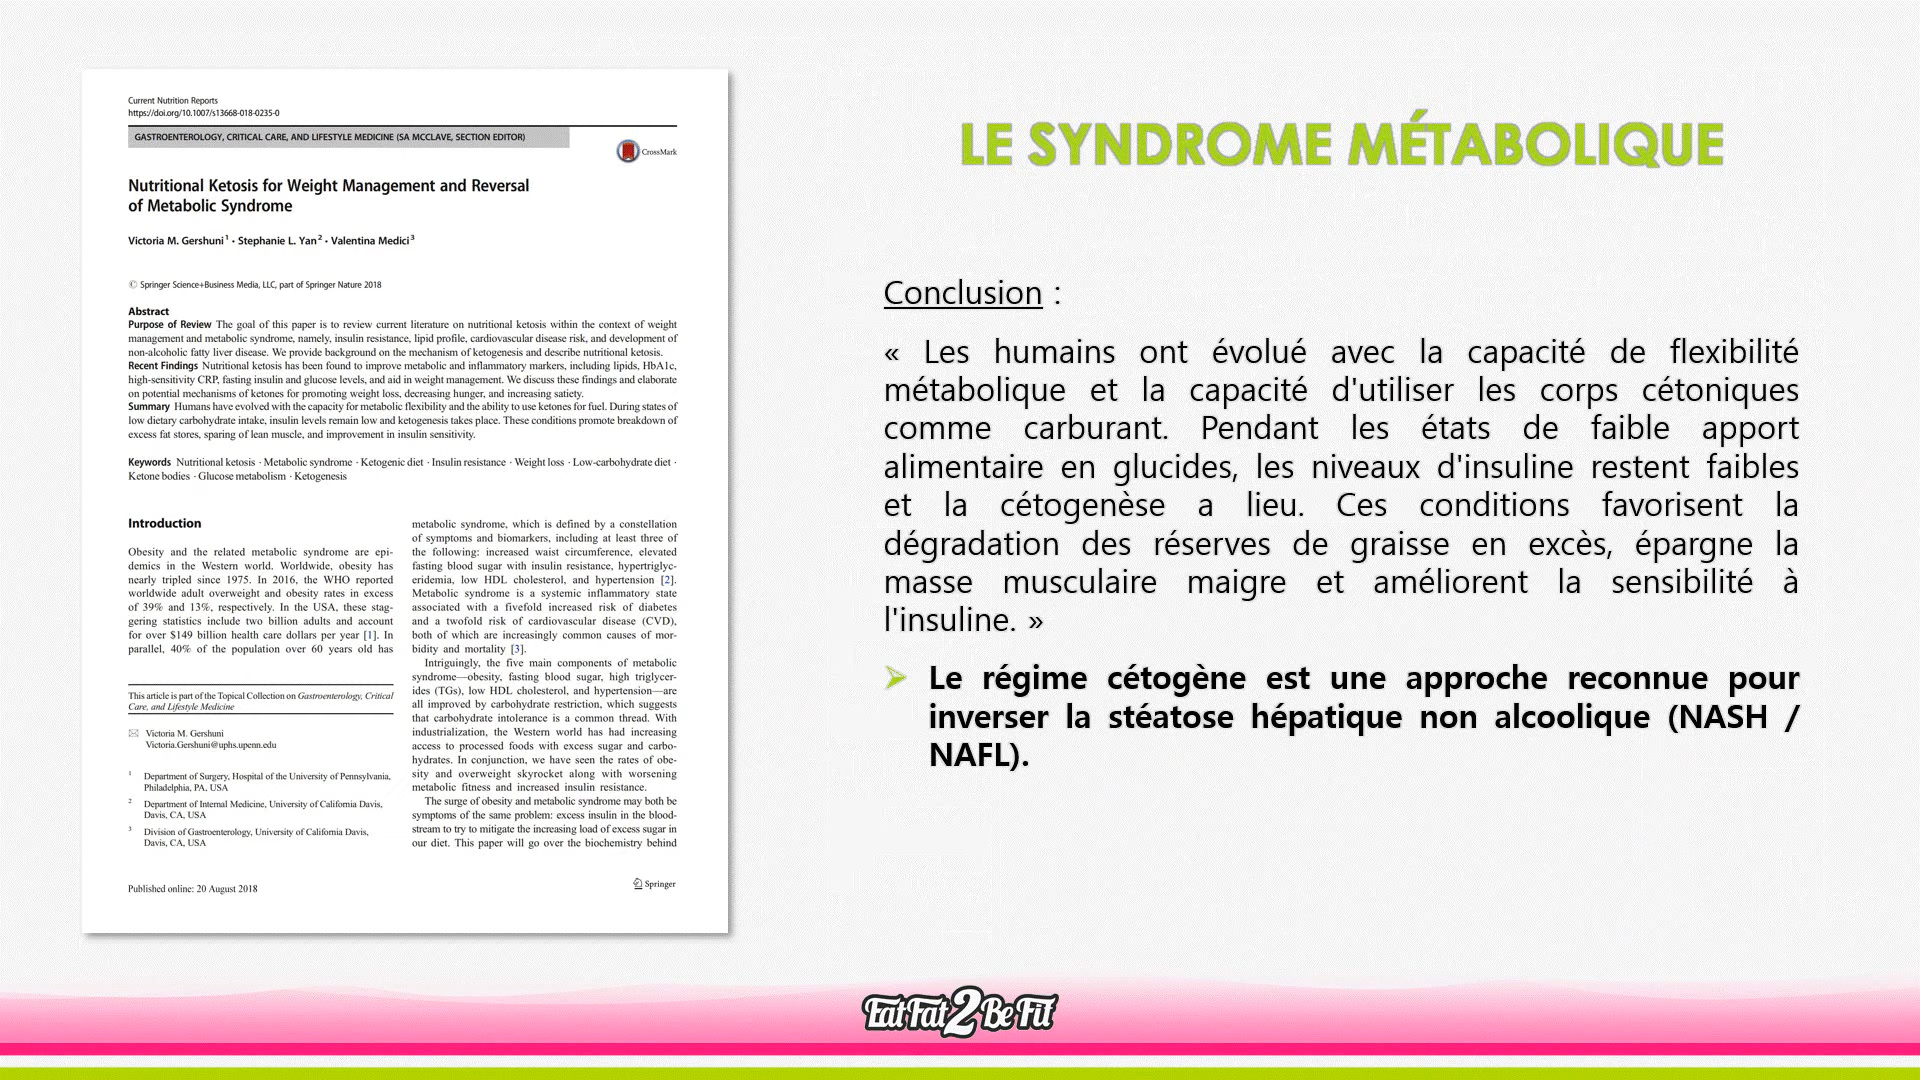 Current Nutrition Reports
https://doi.org/10.1007/s13668-018-0235-0
GASTROENTEROLOGY, CRITICAL CARE, AND LIFESTYLE MEDICINE (SA MCCLAVE, SECTION EDITOR)
CrossMark
Nutritional Ketosis for Weight Management and Reversal
of Metabolic Syndrome
Victoria M. Gershuni1 · Stephanie L. Yan2 · Valentina Medici3
© Springer Science+Business Media, LLC, part of Springer Nature 2018
Abstract
Purpose of Review The goal of this paper is to review current literature on nutritional ketosis within the context of weight
management and metabolic syndrome, namely, insulin resistance, lipid profile, cardiovascular disease risk, and development of
non-alcoholic fatty liver disease. We provide background on the mechanism of ketogenesis and describe nutritional ketosis.
Recent Findings Nutritional ketosis has been found to improve metabolic and inflammatory markers, including lipids, HbA1c,
high-sensitivity CRP, fasting insulin and glucose levels, and aid in weight management. We discuss these findings and elaborate
on potential mechanisms of ketones for promoting weight loss, decreasing hunger, and increasing satiety.
Summary Humans have evolved with the capacity for metabolic flexibility and the ability to use ketones for fuel. During states of
low dietary carbohydrate intake, insulin levels remain low and ketogenesis takes place. These conditions promote breakdown of
excess fat stores, sparing of lean muscle, and improvement in insulin sensitivity.
Keywords Nutritional ketosis · Metabolic syndrome · Ketogenic diet · Insulin resistance · Weight loss · Low-carbohydrate diet ·
Ketone bodies · Glucose metabolism · Ketogenesis
Introduction
Obesity and the related metabolic syndrome are epi-
demics in the Western world. Worldwide, obesity has
nearly tripled since 1975. In 2016, the WHO reported
worldwide adult overweight and obesity rates in excess
of 39% and 13%, respectively. In the USA, these stag-
gering statistics include two billion adults and account
for over $149 billion health care dollars per year [1]. In
parallel, 40% of the population over 60 years old has
This article is part of the Topical Collection on Gastroenterology, Critical
Care, and Lifestyle Medicine
Victoria M. Gershuni
Victoria.Gershuni@uphs.upenn.edu
1 Department of Surgery, Hospital of the University of Pennsylvania,
Philadelphia, PA, USA
2 Department of Internal Medicine, University of California Davis,
Davis, CA, USA
3 Division of Gastroenterology, University of California Davis,
Davis, CA, USA
metabolic syndrome, which is defined by a constellation
of symptoms and biomarkers, including at least three of
the following: increased waist circumference, elevated
fasting blood sugar with insulin resistance, hypertriglyc-
eridemia, low HDL cholesterol, and hypertension [2].
Metabolic syndrome is a systemic inflammatory state
associated with a fivefold increased risk of diabetes
and a twofold risk of cardiovascular disease (CVD),
both of which are increasingly common causes of mor-
bidity and mortality [3].
Intriguingly, the five main components of metabolic
syndrome—obesity, fasting blood sugar, high triglycer-
ides (TGs), low HDL cholesterol, and hypertension—are
all improved by carbohydrate restriction, which suggests
that carbohydrate intolerance is a common thread. With
industrialization, the Western world has had increasing
access to processed foods with excess sugar and carbo-
hydrates. In conjunction, we have seen the rates of obe-
sity and overweight skyrocket along with worsening
metabolic fitness and increased insulin resistance.
The surge of obesity and metabolic syndrome may both be
symptoms of the same problem: excess insulin in the blood-
stream to try to mitigate the increasing load of excess sugar in
our diet. This paper will go over the biochemistry behind
Published online: 20 August 2018
Springer
LE SYNDROME MÉTABOLIQUE
Conclusion :
« Les humains ont évolué avec la capacité de flexibilité
métabolique et la capacité d'utiliser les corps cétoniques
comme carburant. Pendant les états de faible apport
alimentaire en glucides, les niveaux d'insuline restent faibles
et la cétogenèse a lieu. Ces conditions favorisent la
dégradation des réserves de graisse en excès, épargne la
masse musculaire maigre et améliorent la sensibilité à
l'insuline. »
Le régime cétogène est une approche reconnue pour
inverser la stéatose hépatique non alcoolique (NASH /
NAFL).
Eat Fat 2 Be Fit